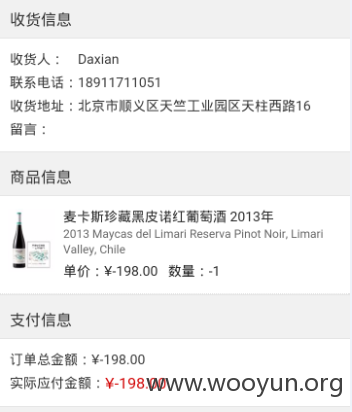 收货信息
收货人： Daxian
联系电话：18911711051
收货地址：北京市顺义区天竺工业园区天柱西路16
留言：
商品信息
麦卡斯珍藏黑皮诺红葡萄酒 2013年
2013 Maycas del Limari Reserva Pinot Noir, Limari
Valley, Chile
单价：¥-198.00 数量：-1
支付信息
订单总金额：¥-198.00
实际应付金额：¥-198.00
www.wooyun.org